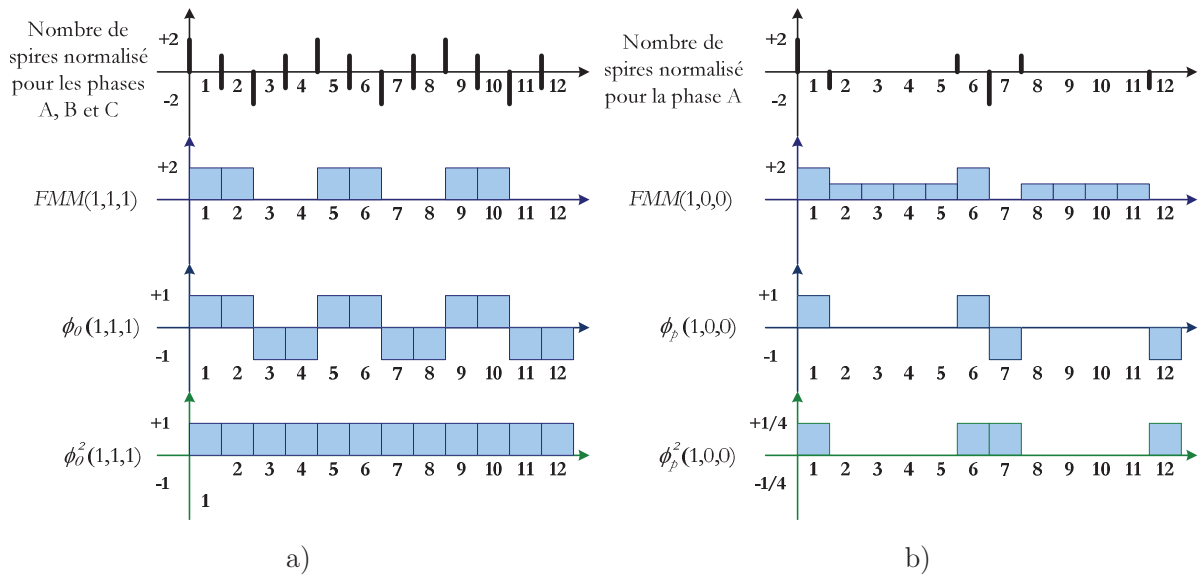 Nombre de
spires normalisé
pour les phases
A, B et C
+2
-2
1 2 3 4 5 6 7 8 9 10 11 12
+2
FMM(1,1,1)
1 2 3 4 5 6 7 8 9 10 11 12
+1
ϕ₀(1,1,1)
-1
1 2 3 4 5 6 7 8 9 10 11 12
+1
ϕ₀²(1,1,1)
-1
2 3 4 5 6 7 8 9 10 11 12
1
a)
Nombre de
spires normalisé
pour la phase A
+2
-2
1 2 3 4 5 6 7 8 9 10 11 12
+2
FMM(1,0,0)
1 2 3 4 5 6 7 8 9 10 11 12
+1
ϕₚ(1,0,0)
-1
1 2 3 4 5 6 7 8 9 10 11 12
+1/4
ϕₚ²(1,0,0)
-1/4
1 2 3 4 5 6 7 8 9 10 11 12
b)